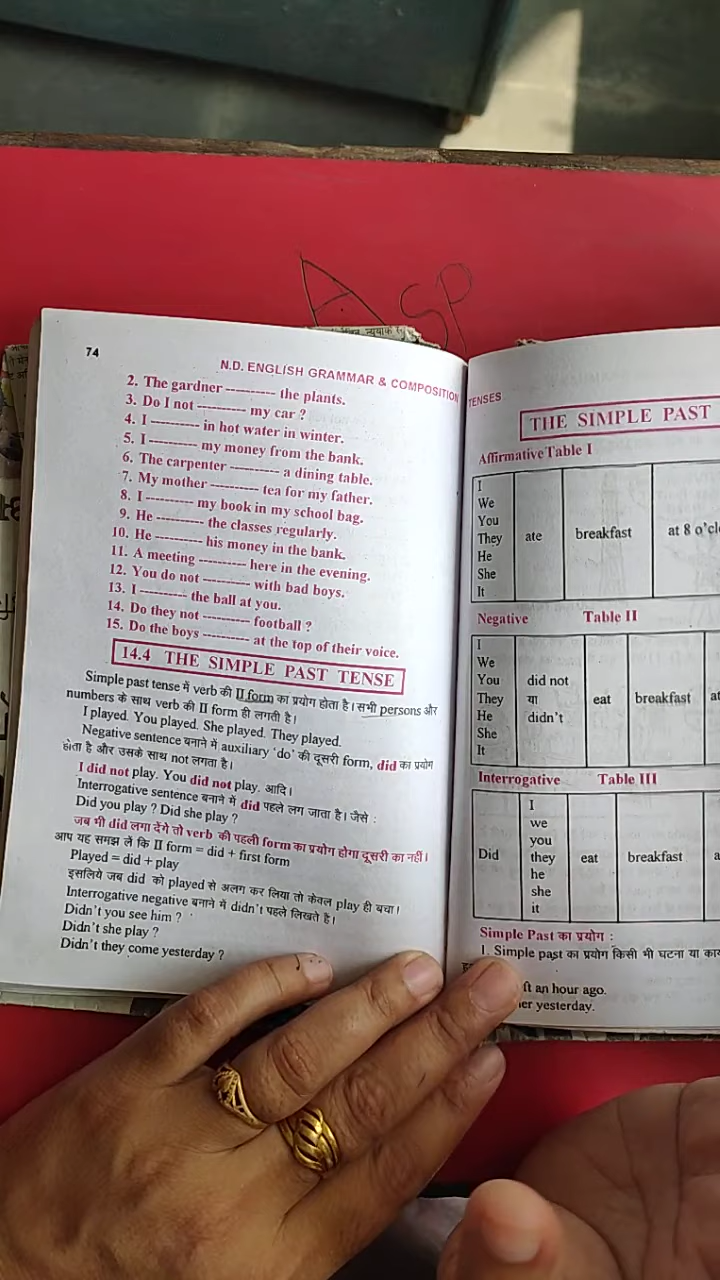 ASP
74
N.D. ENGLISH GRAMMAR & COMPOSITION
2. The gardner ---------- the plants.
3. Do I not ---------- my car ?
4. I ---------- in hot water in winter.
5. I ---------- my money from the bank.
6. The carpenter ---------- a dining table.
7. My mother ---------- tea for my father.
8. I ---------- my book in my school bag.
9. He ---------- the classes regularly.
10. He ---------- his money in the bank.
11. A meeting ---------- here in the evening.
12. You do not ---------- with bad boys.
13. I ---------- the ball at you.
14. Do they not ---------- football ?
15. Do the boys ---------- at the top of their voice.
14.4 THE SIMPLE PAST TENSE
Simple past tense में verb की II form का प्रयोग होता है। सभी persons और
numbers के साथ verb की II form ही लगती है।
I played. You played. She played. They played.
Negative sentence बनाने में auxiliary 'do' की दूसरी form, did का प्रयोग
होता है और उसके साथ not लगता है।
I did not play. You did not play. आदि।
Interrogative sentence बनाने में did पहले लग जाता है। जैसे :
Did you play ? Did she play ?
जब भी did लगा देंगे तो verb की पहली form का प्रयोग होगा दूसरी का नहीं।
आप यह समझ लें कि II form = did + first form
Played = did + play
इसलिये जब did को played से अलग कर लिया तो केवल play ही बचा।
Interrogative negative बनाने में didn't पहले लिखते है।
Didn't you see him ?
Didn't she play ?
Didn't they come yesterday ?
TENSES
THE SIMPLE PAST
Affirmative Table I
I
We
You
They
He
She
It
ate breakfast at 8 o'cl
Negative Table II
I
We
You
They
He
She
It
did not
या
didn't
eat breakfast at
Interrogative Table III
Did
I
we
you
they
he
she
it
eat breakfast a
Simple Past का प्रयोग :
1. Simple past का प्रयोग किसी भी घटना या
ft an hour ago.
er yesterday.